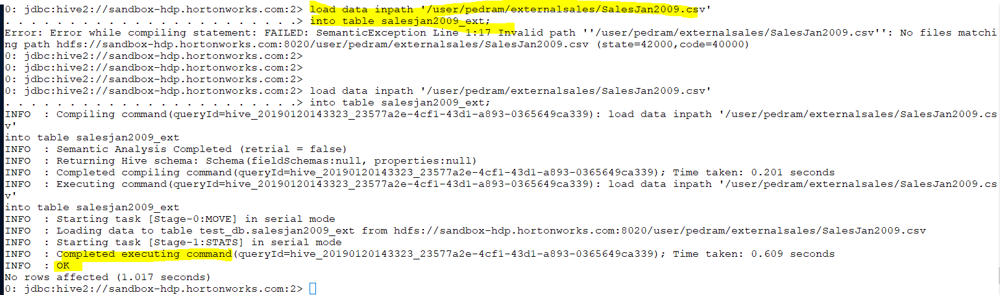 0: jdbc:hive2://sandbox-hdp.hortonworks.com:2> load data inpath '/user/pedram/externalsales/SalesJan2009.csv'
. . . . . . . . . . . . . . . . . . . . . . .> into table salesjan2009_ext;
Error: Error while compiling statement: FAILED: SemanticException Line 1:17 Invalid path ''/user/pedram/externalsales/SalesJan2009.csv'': No files matchi
ng path hdfs://sandbox-hdp.hortonworks.com:8020/user/pedram/externalsales/SalesJan2009.csv (state=42000,code=40000)
0: jdbc:hive2://sandbox-hdp.hortonworks.com:2>
0: jdbc:hive2://sandbox-hdp.hortonworks.com:2>
0: jdbc:hive2://sandbox-hdp.hortonworks.com:2>
0: jdbc:hive2://sandbox-hdp.hortonworks.com:2> load data inpath '/user/pedram/externalsales/SalesJan2009.csv'
. . . . . . . . . . . . . . . . . . . . . . .> into table salesjan2009_ext;
INFO  : Compiling command(queryId=hive_20190120143323_23577a2e-4cf1-43d1-a893-0365649ca339): load data inpath '/user/pedram/externalsales/SalesJan2009.cs
v'
into table salesjan2009_ext
INFO  : Semantic Analysis Completed (retrial = false)
INFO  : Returning Hive schema: Schema(fieldSchemas:null, properties:null)
INFO  : Completed compiling command(queryId=hive_20190120143323_23577a2e-4cf1-43d1-a893-0365649ca339); Time taken: 0.201 seconds
INFO  : Executing command(queryId=hive_20190120143323_23577a2e-4cf1-43d1-a893-0365649ca339): load data inpath '/user/pedram/externalsales/SalesJan2009.cs
v'
into table salesjan2009_ext
INFO  : Starting task [Stage-0:MOVE] in serial mode
INFO  : Loading data to table test_db.salesjan2009_ext from hdfs://sandbox-hdp.hortonworks.com:8020/user/pedram/externalsales/SalesJan2009.csv
INFO  : Starting task [Stage-1:STATS] in serial mode
INFO  : Completed executing command(queryId=hive_20190120143323_23577a2e-4cf1-43d1-a893-0365649ca339); Time taken: 0.609 seconds
INFO  : OK
No rows affected (1.017 seconds)
0: jdbc:hive2://sandbox-hdp.hortonworks.com:2>